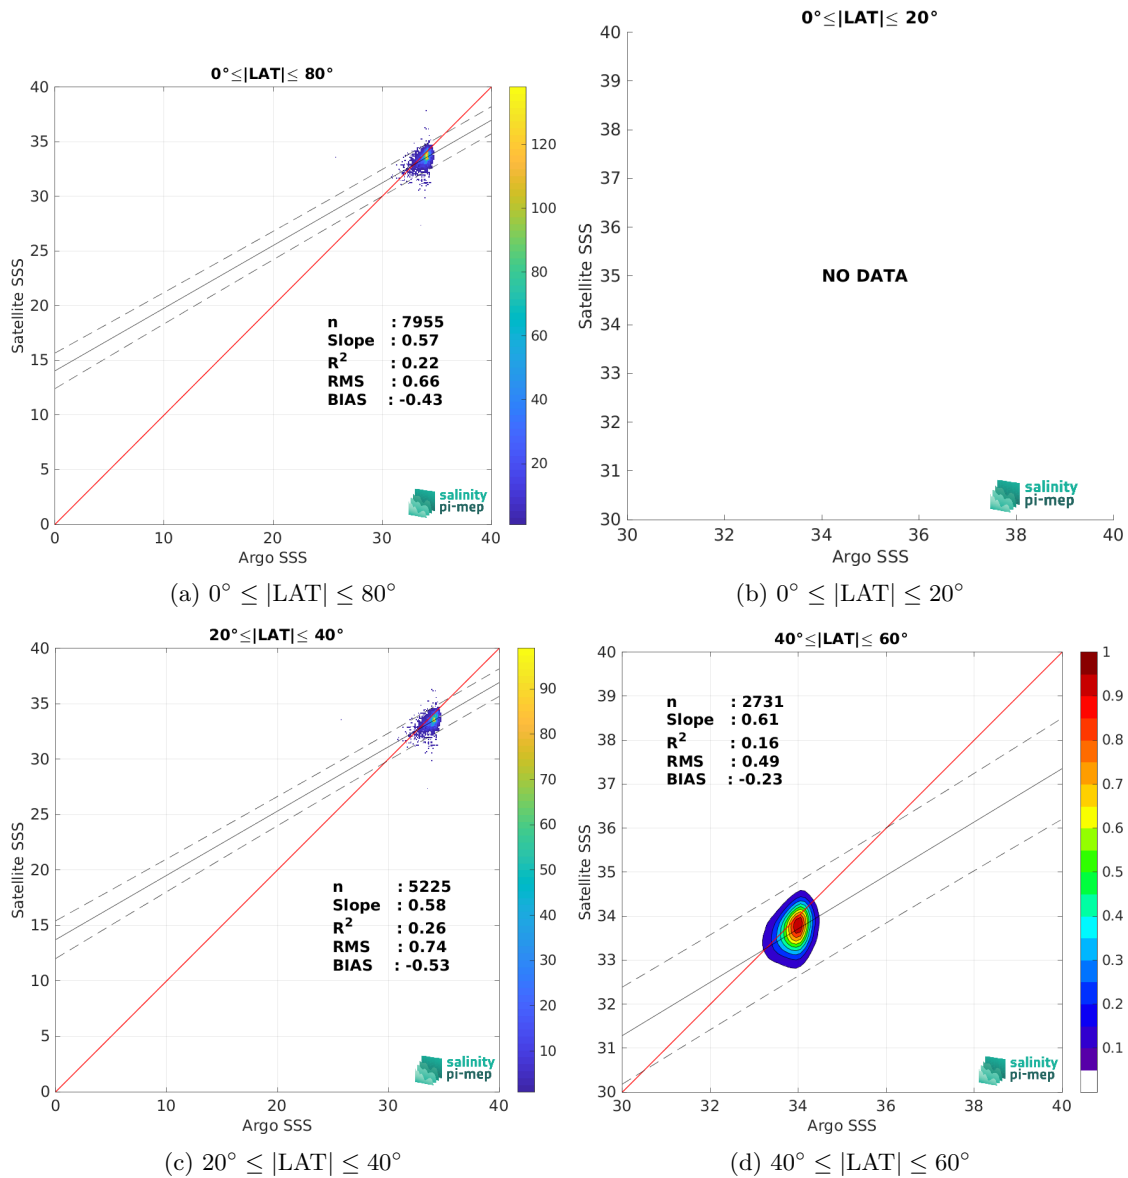 0°≤|LAT|≤ 80°
40
35
30
25
20
15
10
5
0
Satellite SSS
n : 7955
Slope : 0.57
R² : 0.22
RMS : 0.66
BIAS : -0.43
salinity
pi-mep
0 10 20 30 40
Argo SSS
120
100
80
60
40
20
(a) 0° ≤ |LAT| ≤ 80°
0°≤|LAT|≤ 20°
40
39
38
37
36
35
34
33
32
31
30
Satellite SSS
NO DATA
salinity
pi-mep
30 32 34 36 38 40
Argo SSS
(b) 0° ≤ |LAT| ≤ 20°
20°≤|LAT|≤ 40°
40
35
30
25
20
15
10
5
0
Satellite SSS
n : 5225
Slope : 0.58
R² : 0.26
RMS : 0.74
BIAS : -0.53
salinity
pi-mep
0 10 20 30 40
Argo SSS
90
80
70
60
50
40
30
20
10
(c) 20° ≤ |LAT| ≤ 40°
40°≤|LAT|≤ 60°
40
39
38
37
36
35
34
33
32
31
30
Satellite SSS
n : 2731
Slope : 0.61
R² : 0.16
RMS : 0.49
BIAS : -0.23
salinity
pi-mep
30 32 34 36 38 40
Argo SSS
1
0.9
0.8
0.7
0.6
0.5
0.4
0.3
0.2
0.1
(d) 40° ≤ |LAT| ≤ 60°